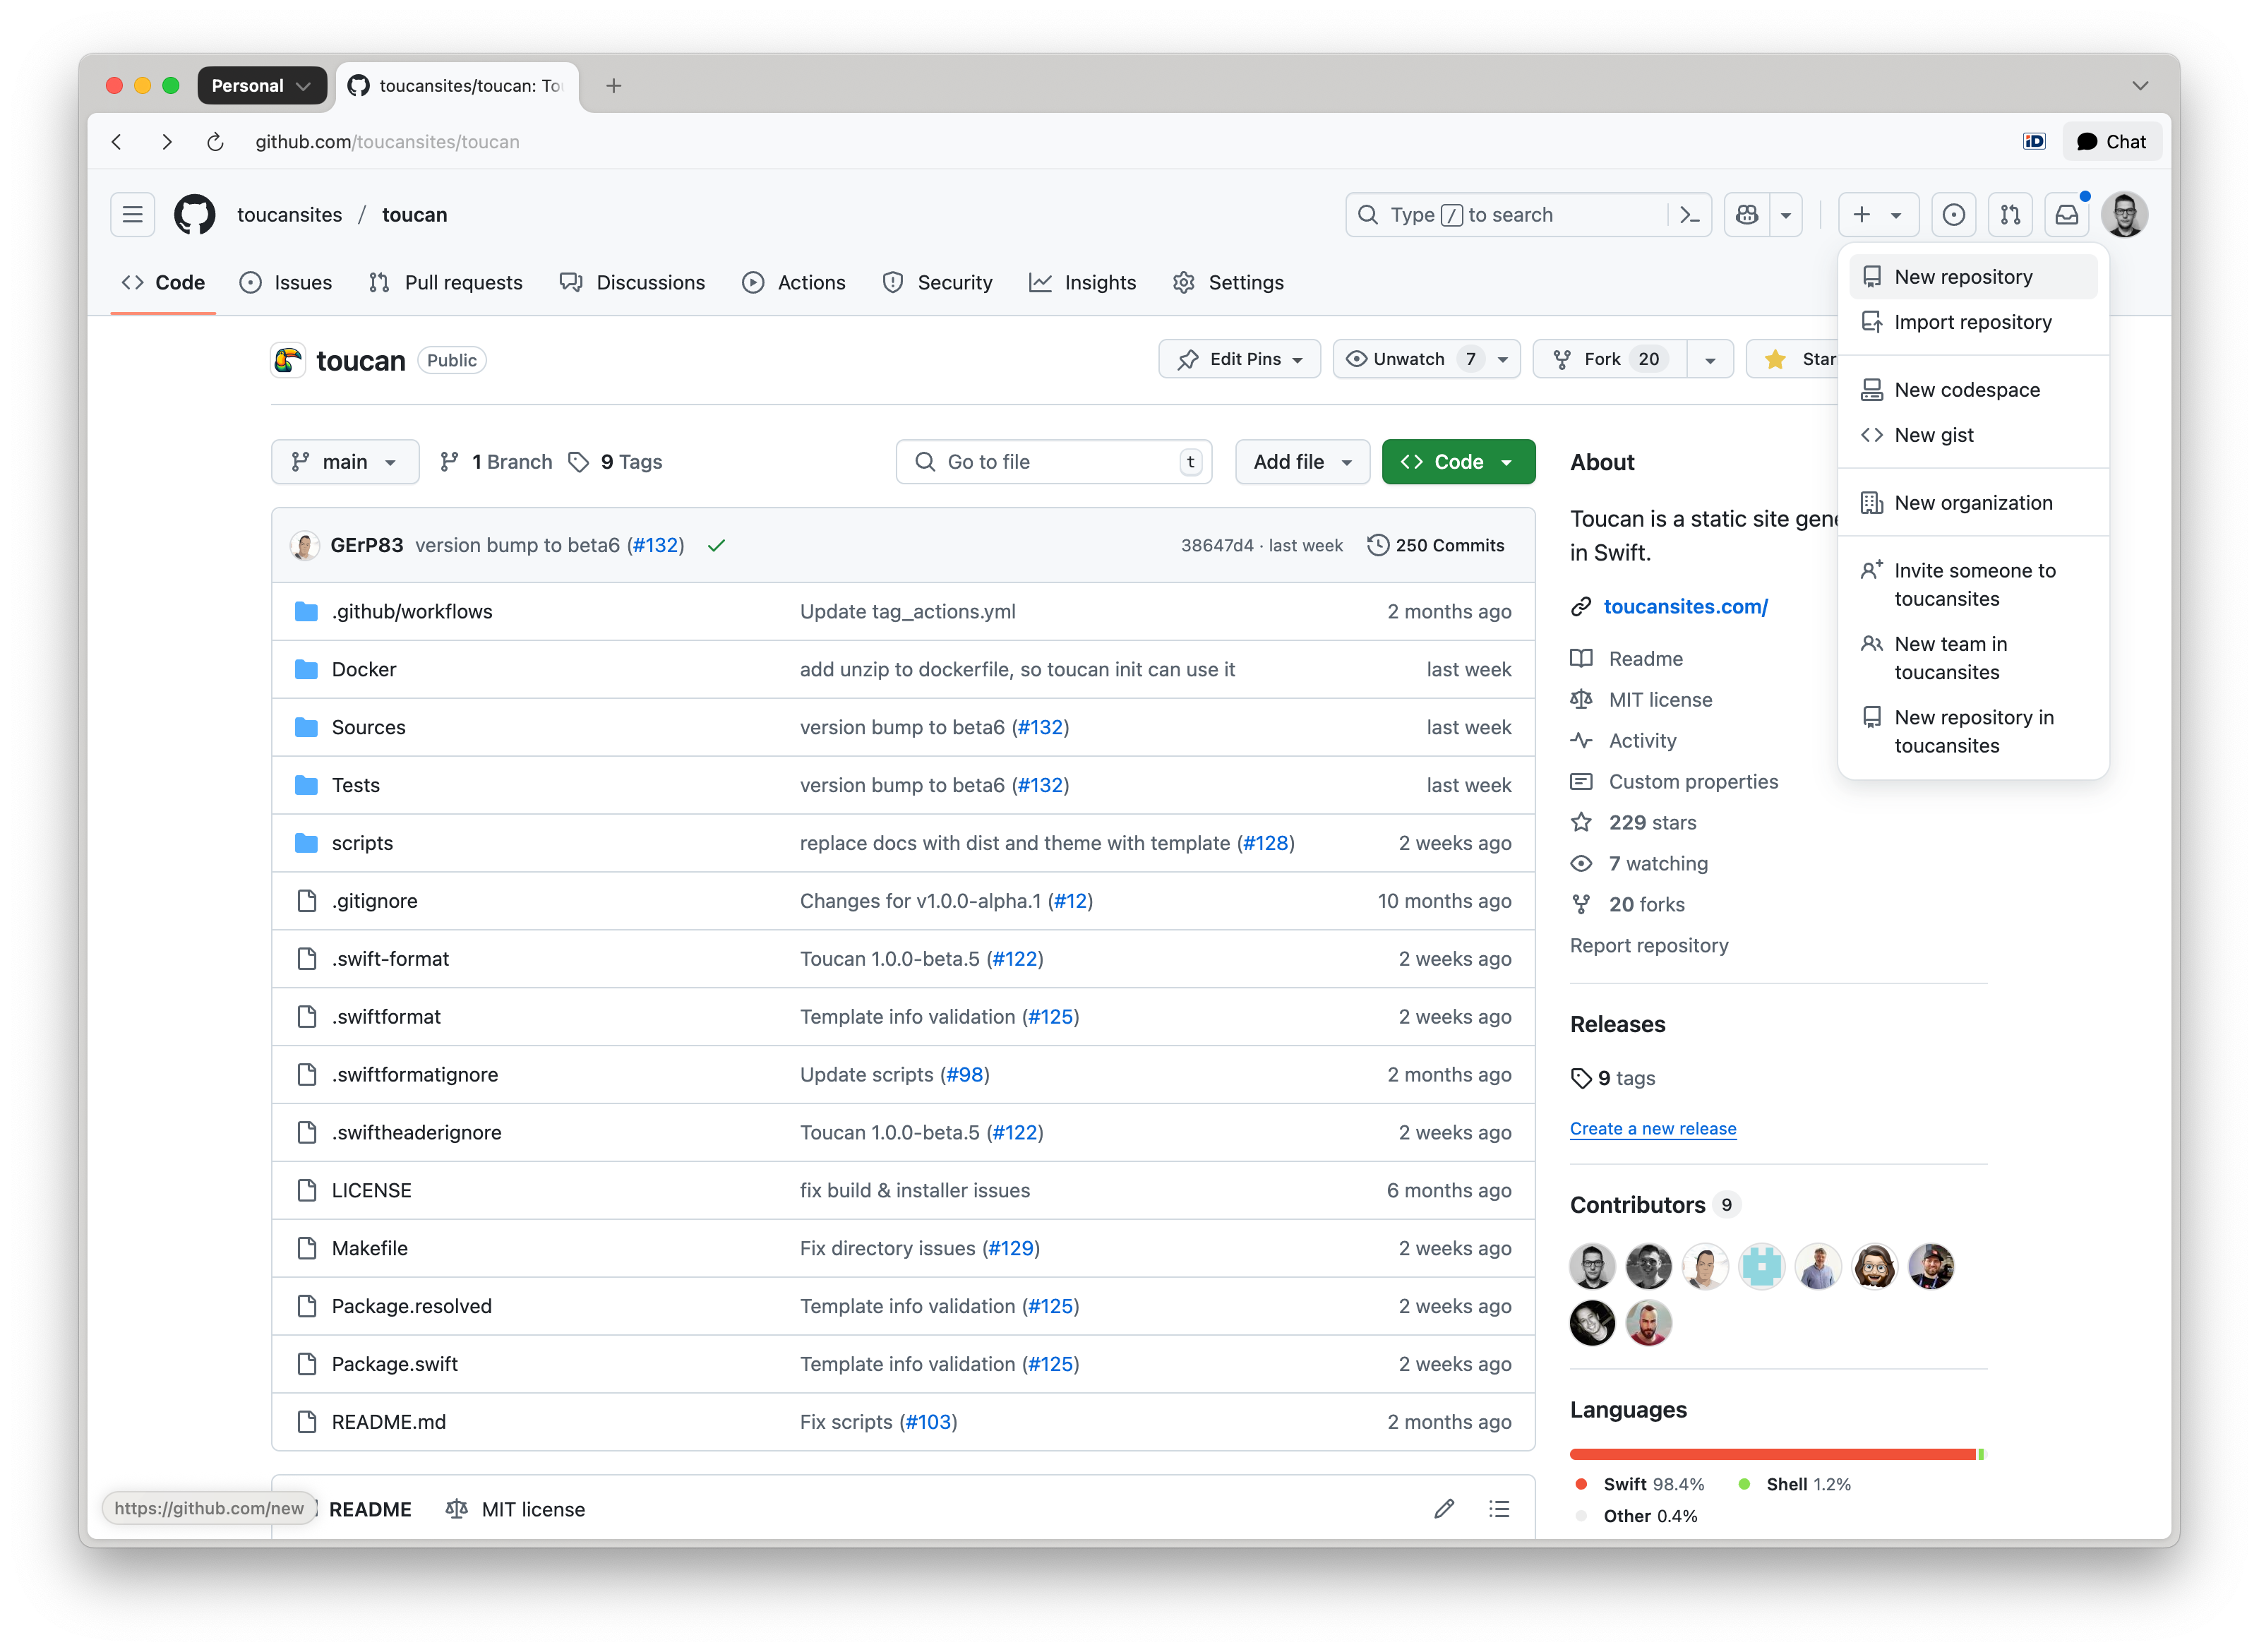 Personal
toucansites/toucan: To
github.com/toucansites/toucan
iD
Chat
toucansites / toucan
Type / to search
Code
Issues
Pull requests
Discussions
Actions
Security
Insights
Settings
New repository
Import repository
New codespace
New gist
New organization
Invite someone to
toucansites
New team in
toucansites
New repository in
toucansites
toucan Public
Edit Pins
Unwatch 7
Fork 20
Star
main
1 Branch
9 Tags
Go to file
t
Add file
Code
GErP83 version bump to beta6 (#132)
38647d4 · last week
250 Commits
.github/workflows Update tag_actions.yml 2 months ago
Docker add unzip to dockerfile, so toucan init can use it last week
Sources version bump to beta6 (#132) last week
Tests version bump to beta6 (#132) last week
scripts replace docs with dist and theme with template (#128) 2 weeks ago
.gitignore Changes for v1.0.0-alpha.1 (#12) 10 months ago
.swift-format Toucan 1.0.0-beta.5 (#122) 2 weeks ago
.swiftformat Template info validation (#125) 2 weeks ago
.swiftformatignore Update scripts (#98) 2 months ago
.swiftheaderignore Toucan 1.0.0-beta.5 (#122) 2 weeks ago
LICENSE fix build & installer issues 6 months ago
Makefile Fix directory issues (#129) 2 weeks ago
Package.resolved Template info validation (#125) 2 weeks ago
Package.swift Template info validation (#125) 2 weeks ago
README.md Fix scripts (#103) 2 months ago
README
MIT license
https://github.com/new
About
Toucan is a static site gene
in Swift.
toucansites.com/
Readme
MIT license
Activity
Custom properties
229 stars
7 watching
20 forks
Report repository
Releases
9 tags
Create a new release
Contributors 9
Languages
Swift 98.4%
Shell 1.2%
Other 0.4%